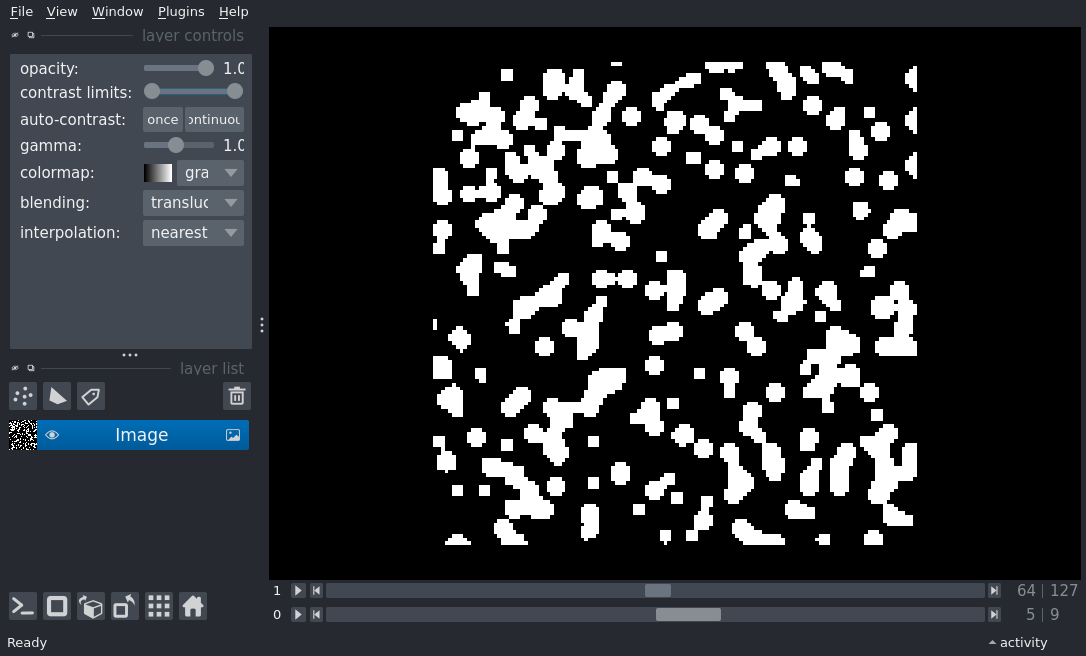 File View Window Plugins Help
layer controls
opacity: 1.0
contrast limits:
auto-contrast: once ontinuou
gamma: 1.0
colormap: gra
blending: transluc
interpolation: nearest
layer list
Image
1 64 | 127
0 5 | 9
Ready activity